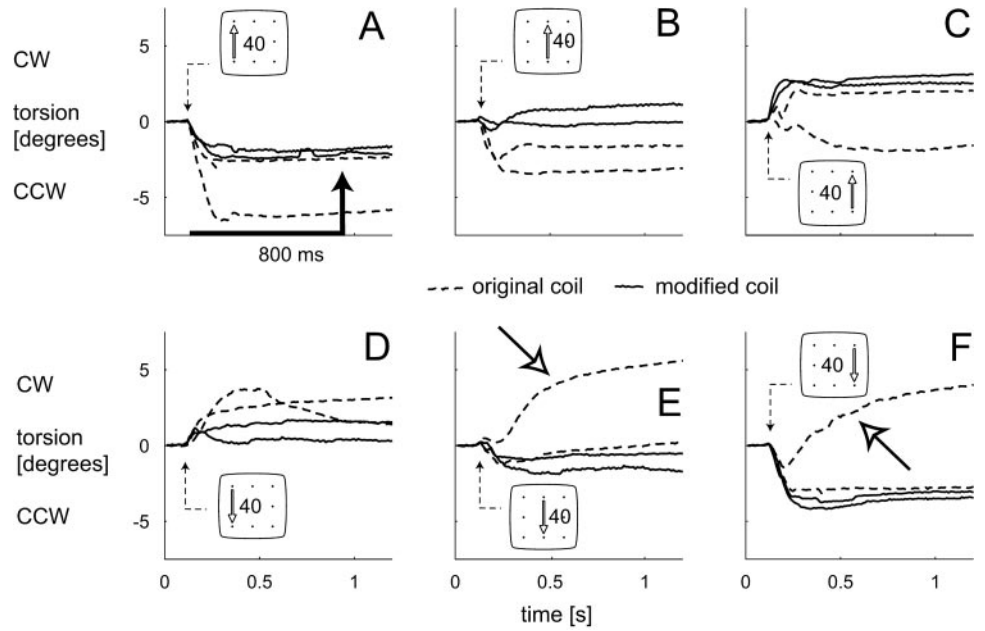 A
B
C
CW
torsion
[degrees]
CCW
5
0
-5
40
40
40
800 ms
original coil
modified coil
D
E
F
CW
torsion
[degrees]
CCW
5
0
-5
40
40
40
0
0.5
1
0
0.5
1
0
0.5
1
time [s]